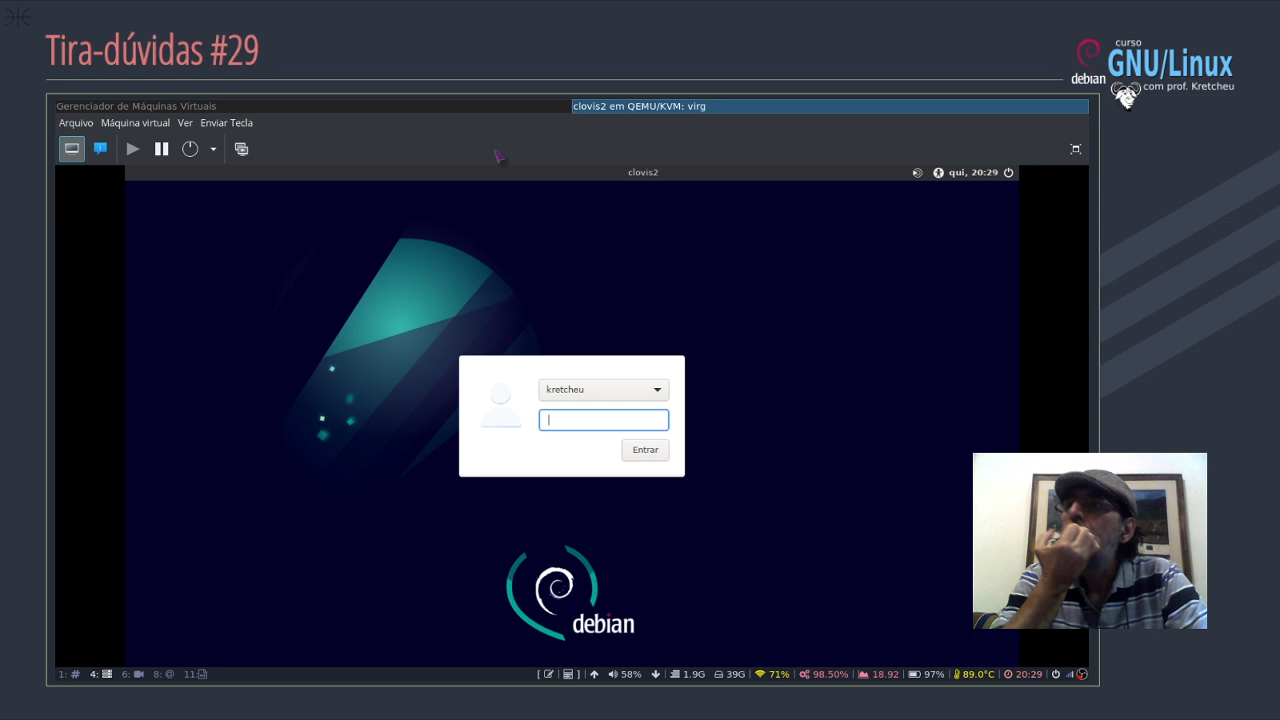 Tira-dúvidas #29
curso
GNU/Linux
debian
com prof. Kretcheu
Gerenciador de Máquinas Virtuais
clovis2 em QEMU/KVM: virg
Arquivo Máquina virtual Ver Enviar Tecla
clovis2
qui, 20:29
kretcheu
Entrar
debian
1: # 4: 6: 8: @ 11: [ ] 58% 1.9G 39G 71% 98.50% 18.92 97% 89.0°C 20:29